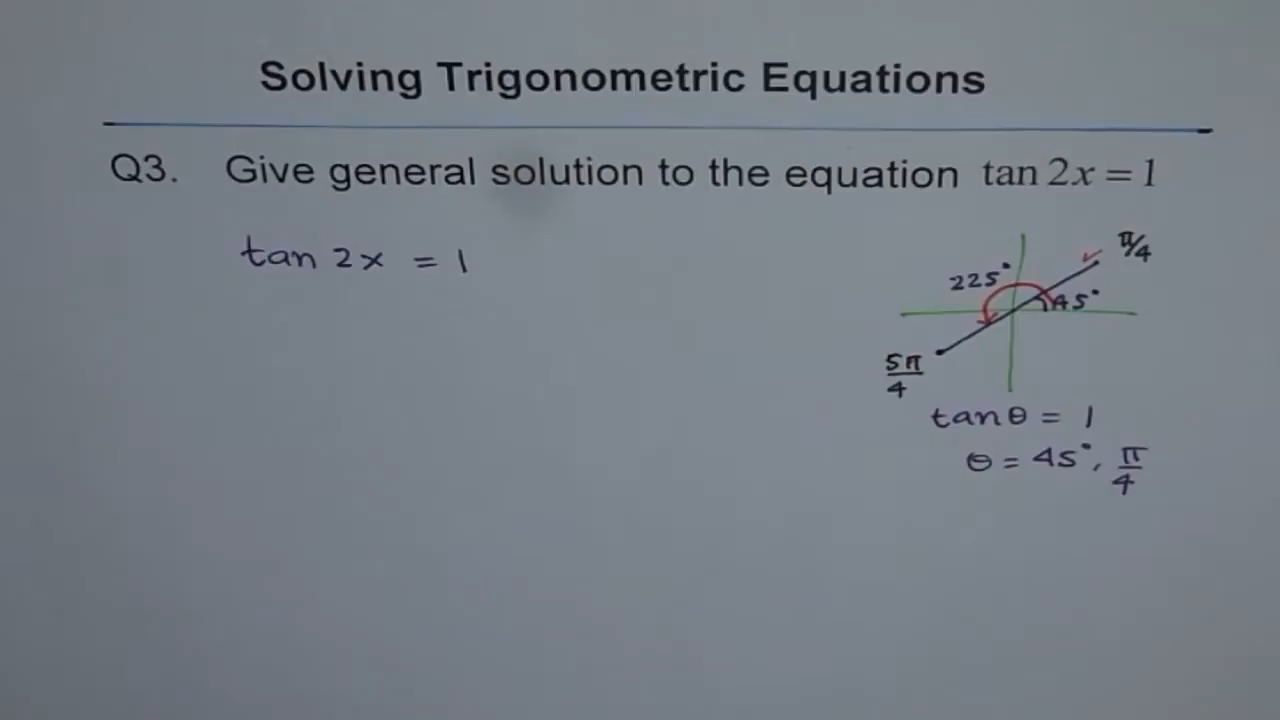 Solving Trigonometric Equations
Q3. Give general solution to the equation tan 2x = 1
tan 2x = 1
π/4
225°
45°
5π/4
tan θ = 1
θ = 45°, π/4